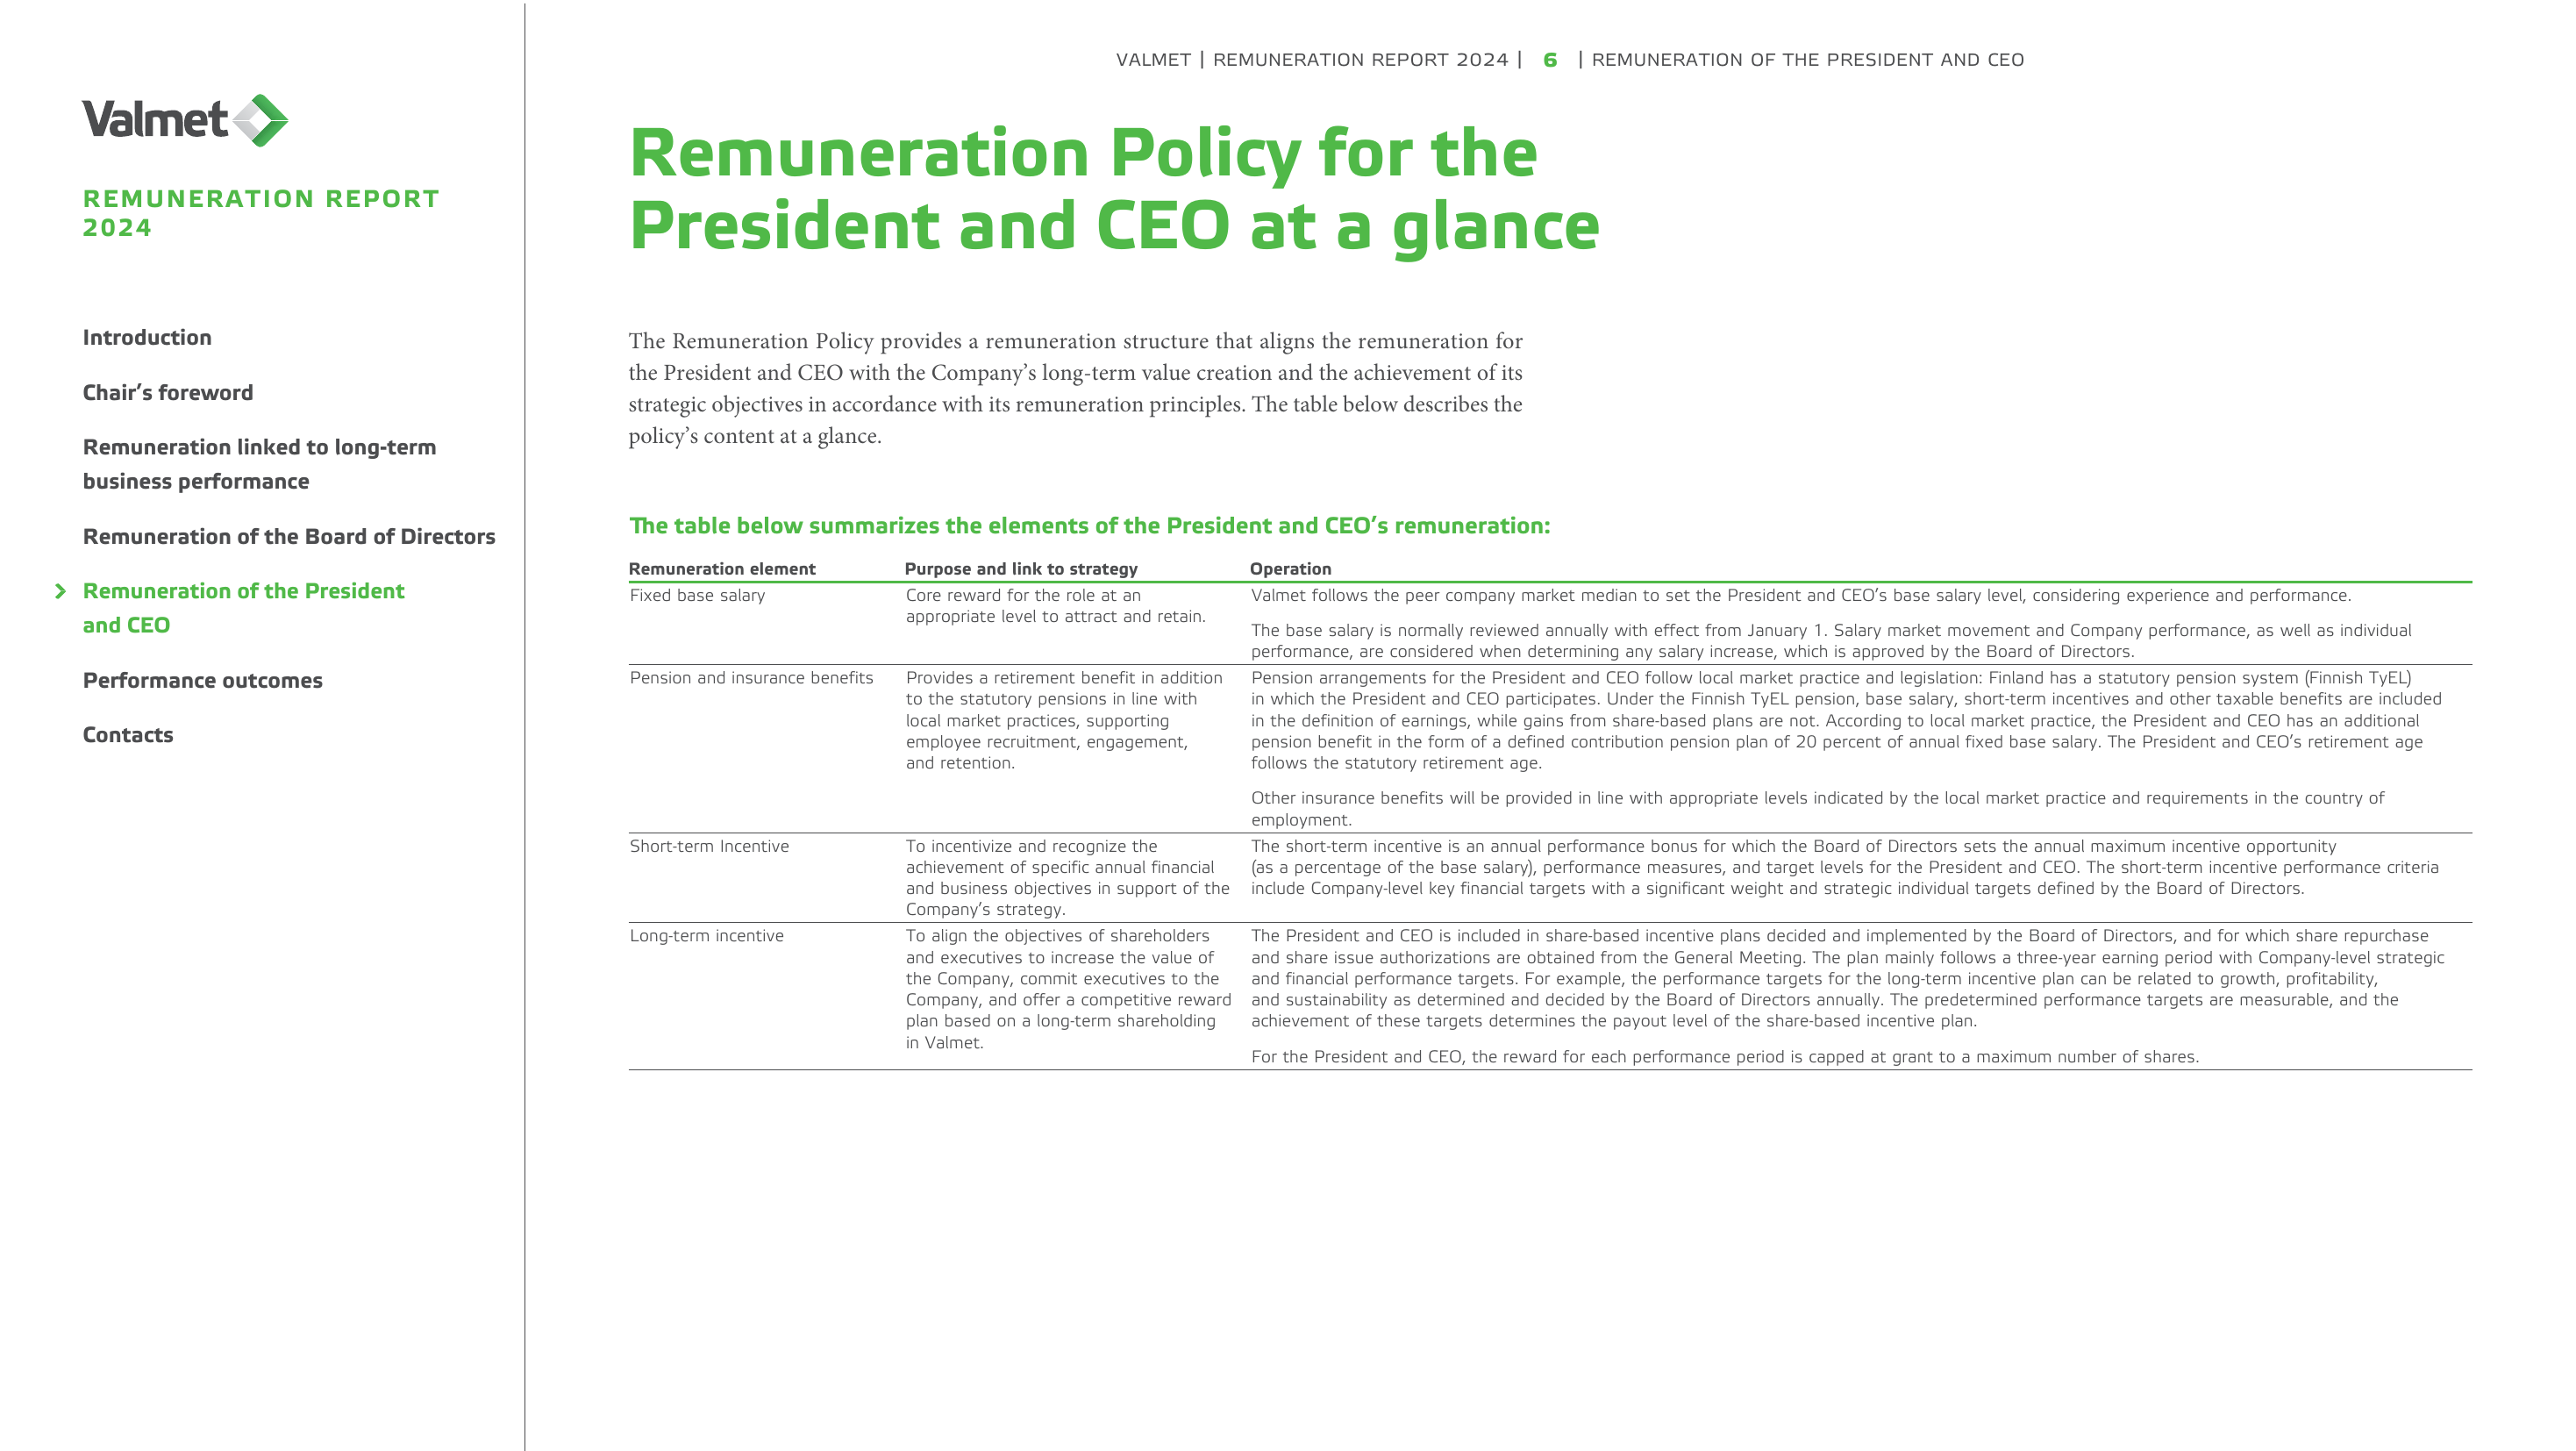 VALMET | REMUNERATION REPORT 2024 | 6 | REMUNERATION OF THE PRESIDENT AND CEO
Valmet
REMUNERATION REPORT
2024
Introduction
Chair’s foreword
Remuneration linked to long-term
business performance
Remuneration of the Board of Directors
Remuneration of the President
and CEO
Performance outcomes
Contacts
Remuneration Policy for the
President and CEO at a glance
The Remuneration Policy provides a remuneration structure that aligns the remuneration for
the President and CEO with the Company’s long-term value creation and the achievement of its
strategic objectives in accordance with its remuneration principles. The table below describes the
policy’s content at a glance.
The table below summarizes the elements of the President and CEO’s remuneration:
Remuneration element
Purpose and link to strategy
Operation
Fixed base salary
Core reward for the role at an
appropriate level to attract and retain.
Valmet follows the peer company market median to set the President and CEO’s base salary level, considering experience and performance.
The base salary is normally reviewed annually with effect from January 1. Salary market movement and Company performance, as well as individual
performance, are considered when determining any salary increase, which is approved by the Board of Directors.
Pension and insurance benefits
Provides a retirement benefit in addition
to the statutory pensions in line with
local market practices, supporting
employee recruitment, engagement,
and retention.
Pension arrangements for the President and CEO follow local market practice and legislation: Finland has a statutory pension system (Finnish TyEL)
in which the President and CEO participates. Under the Finnish TyEL pension, base salary, short-term incentives and other taxable benefits are included
in the definition of earnings, while gains from share-based plans are not. According to local market practice, the President and CEO has an additional
pension benefit in the form of a defined contribution pension plan of 20 percent of annual fixed base salary. The President and CEO’s retirement age
follows the statutory retirement age.
Other insurance benefits will be provided in line with appropriate levels indicated by the local market practice and requirements in the country of
employment.
Short-term Incentive
To incentivize and recognize the
achievement of specific annual financial
and business objectives in support of the
Company’s strategy.
The short-term incentive is an annual performance bonus for which the Board of Directors sets the annual maximum incentive opportunity
(as a percentage of the base salary), performance measures, and target levels for the President and CEO. The short-term incentive performance criteria
include Company-level key financial targets with a significant weight and strategic individual targets defined by the Board of Directors.
Long-term incentive
To align the objectives of shareholders
and executives to increase the value of
the Company, commit executives to the
Company, and offer a competitive reward
plan based on a long-term shareholding
in Valmet.
The President and CEO is included in share-based incentive plans decided and implemented by the Board of Directors, and for which share repurchase
and share issue authorizations are obtained from the General Meeting. The plan mainly follows a three-year earning period with Company-level strategic
and financial performance targets. For example, the performance targets for the long-term incentive plan can be related to growth, profitability,
and sustainability as determined and decided by the Board of Directors annually. The predetermined performance targets are measurable, and the
achievement of these targets determines the payout level of the share-based incentive plan.
For the President and CEO, the reward for each performance period is capped at grant to a maximum number of shares.